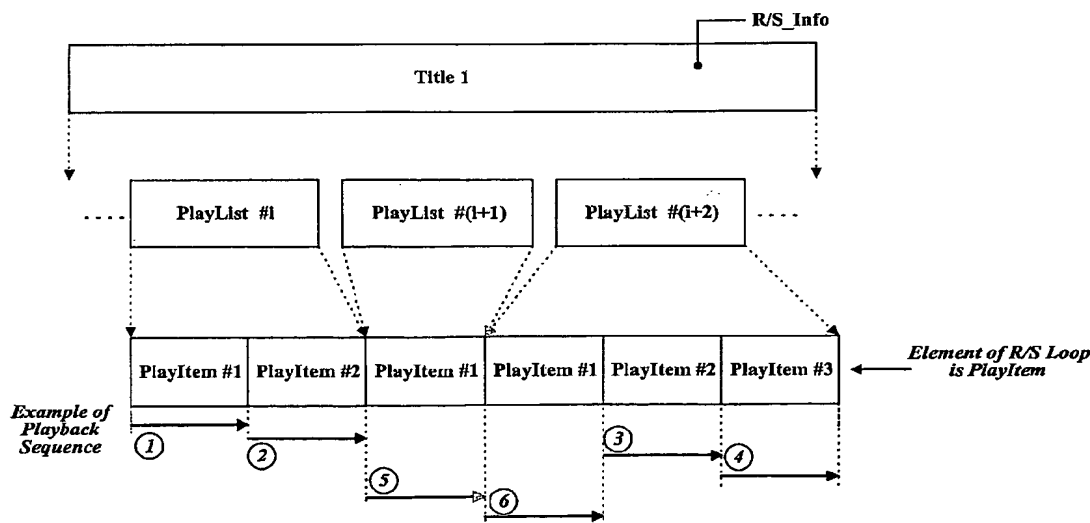 R/S_Info
Title 1
PlayList #i
PlayList #(i+1)
PlayList #(i+2)
PlayItem #1
PlayItem #2
PlayItem #1
PlayItem #1
PlayItem #2
PlayItem #3
Element of R/S Loop
is PlayItem
Example of
Playback
Sequence
1
2
5
6
3
4